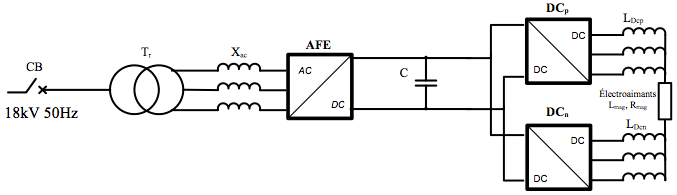 CB
18kV 50Hz
Tr
Xac
AFE
AC
DC
C
DCp
DC
DC
LDcp
Électroaimants
Lmag, Rmag
DCn
DC
DC
LDcn